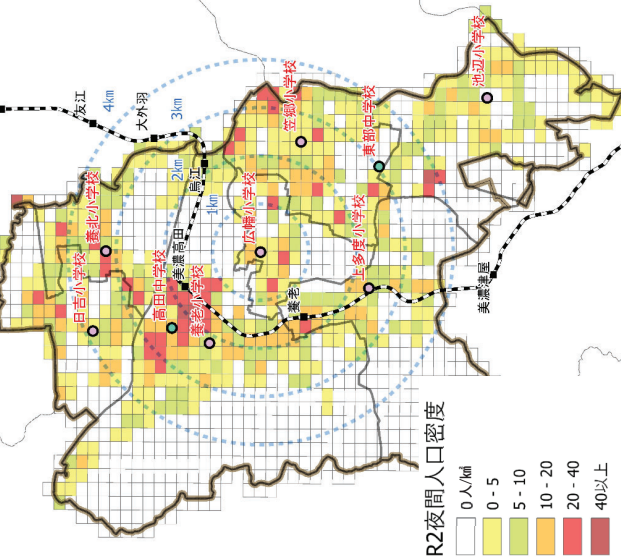 友江
4km
大外羽
3km
2km
烏江
1km
養北小学校
日吉小学校
美濃高田
高田中学校
養老小学校
広幡小学校
笠郷小学校
東部中学校
池辺小学校
上多度小学校
養老
美濃津屋
R2夜間人口密度
0 人/k㎡
0 - 5
5 - 10
10 - 20
20 - 40
40以上